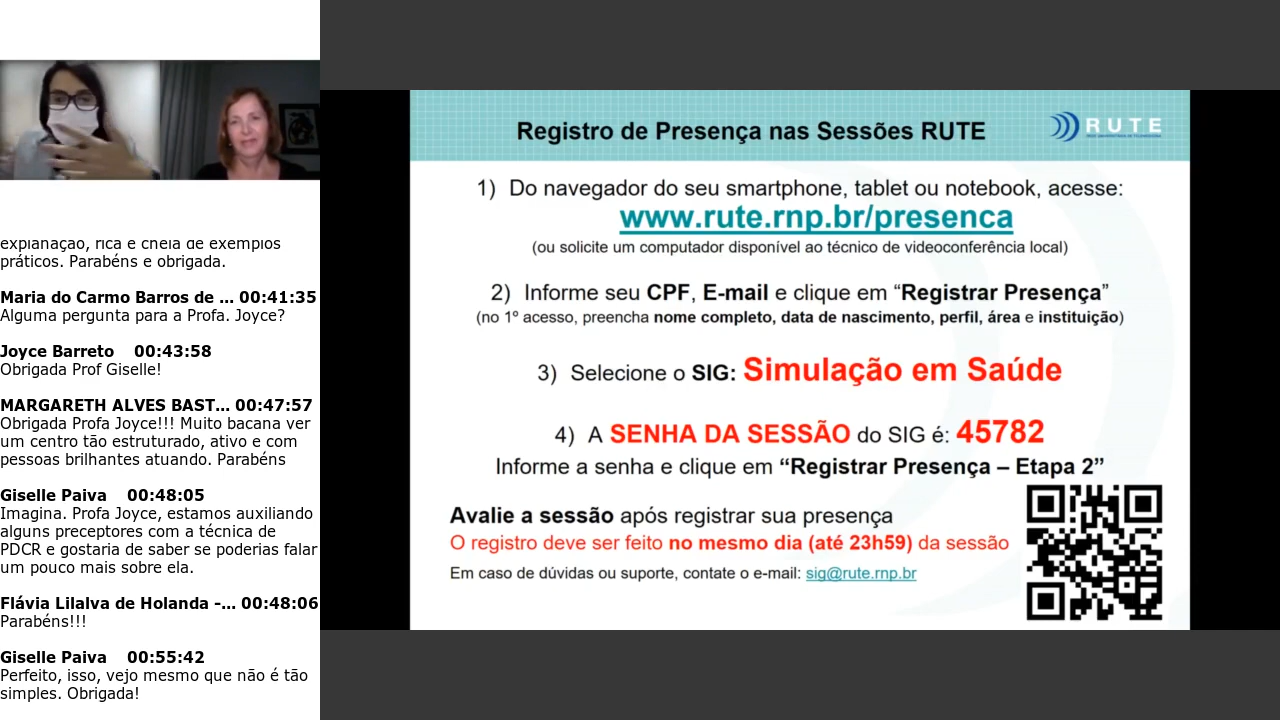 explanação, rica e cheia de exemplos
práticos. Parabéns e obrigada.
Maria do Carmo Barros de ... 00:41:35
Alguma pergunta para a Profa. Joyce?
Joyce Barreto 00:43:58
Obrigada Prof Giselle!
MARGARETH ALVES BAST... 00:47:57
Obrigada Profa Joyce!!! Muito bacana ver
um centro tão estruturado, ativo e com
pessoas brilhantes atuando. Parabéns
Giselle Paiva 00:48:05
Imagina. Profa Joyce, estamos auxiliando
alguns preceptores com a técnica de
PDCR e gostaria de saber se poderias falar
um pouco mais sobre ela.
Flávia Lilalva de Holanda -... 00:48:06
Parabéns!!!
Giselle Paiva 00:55:42
Perfeito, isso, vejo mesmo que não é tão
simples. Obrigada!
Registro de Presença nas Sessões RUTE
RUTE
1) Do navegador do seu smartphone, tablet ou notebook, acesse:
www.rute.rnp.br/presenca
(ou solicite um computador disponível ao técnico de videoconferência local)
2) Informe seu CPF, E-mail e clique em “Registrar Presença”
(no 1º acesso, preencha nome completo, data de nascimento, perfil, área e instituição)
3) Selecione o SIG: Simulação em Saúde
4) A SENHA DA SESSÃO do SIG é: 45782
Informe a senha e clique em “Registrar Presença – Etapa 2”
Avalie a sessão após registrar sua presença
O registro deve ser feito no mesmo dia (até 23h59) da sessão
Em caso de dúvidas ou suporte, contate o e-mail: sig@rute.rnp.br